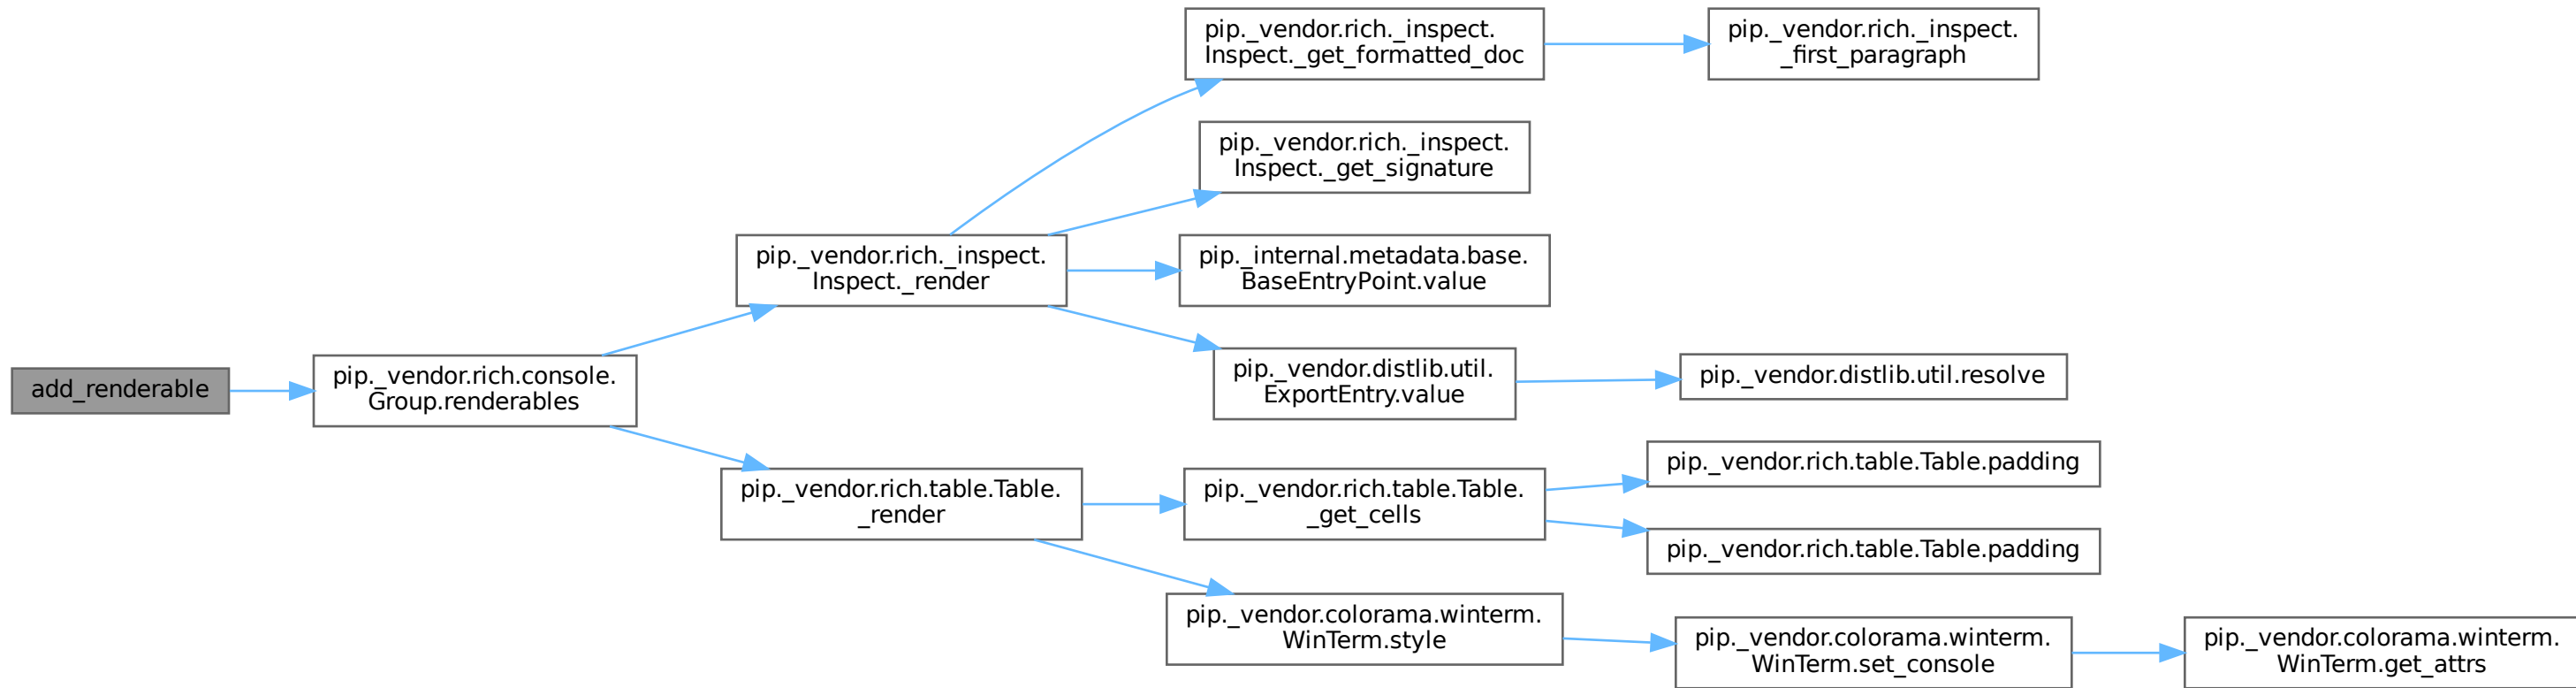 add_renderable
pip._vendor.rich.console.
Group.renderables
pip._vendor.rich._inspect.
Inspect._render
pip._vendor.rich._inspect.
Inspect._get_formatted_doc
pip._vendor.rich._inspect.
_first_paragraph
pip._vendor.rich._inspect.
Inspect._get_signature
pip._internal.metadata.base.
BaseEntryPoint.value
pip._vendor.distlib.util.
ExportEntry.value
pip._vendor.distlib.util.resolve
pip._vendor.rich.table.Table.
_render
pip._vendor.rich.table.Table.
_get_cells
pip._vendor.rich.table.Table.padding
pip._vendor.rich.table.Table.padding
pip._vendor.colorama.winterm.
WinTerm.style
pip._vendor.colorama.winterm.
WinTerm.set_console
pip._vendor.colorama.winterm.
WinTerm.get_attrs